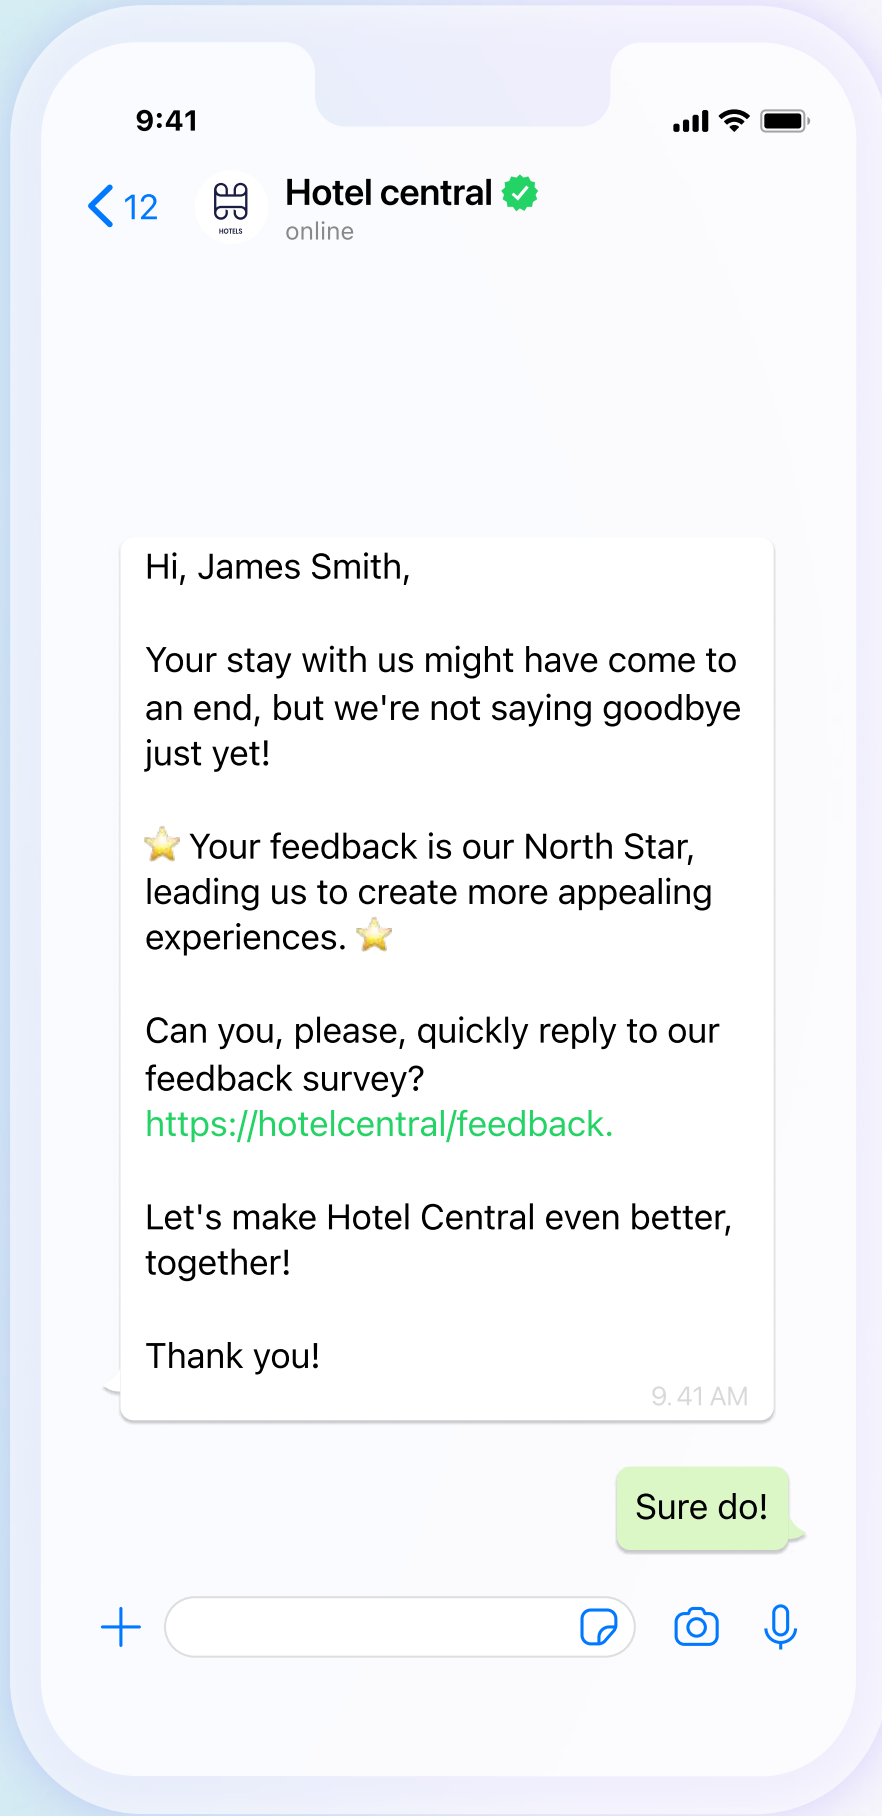 9:41
12
Hotel central
HOTELS
online
Hi, James Smith,
Your stay with us might have come to
an end, but we're not saying goodbye
just yet!
⭐ Your feedback is our North Star,
leading us to create more appealing
experiences. ⭐
Can you, please, quickly reply to our
feedback survey?
https://hotelcentral/feedback.
Let's make Hotel Central even better,
together!
Thank you!
9.41 AM
Sure do!